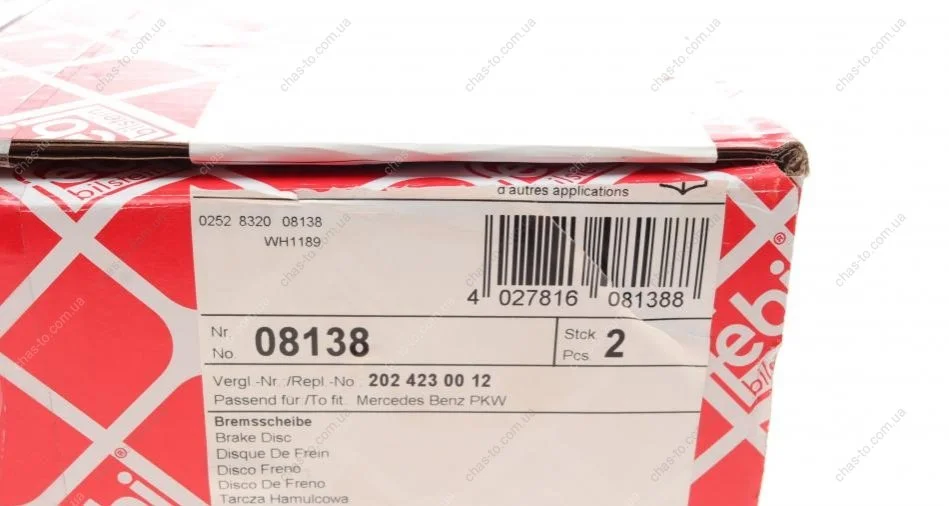 d'autres applications
0252 8320 08138
WH1189
4 027816 081388
Nr.
No.
08138
Stck.
Pcs.
2
Vergl.-Nr. /Repl.-No. 202 423 00 12
Passend für /To fit. Mercedes Benz PKW
Bremsscheibe
Brake Disc
Disque De Frein
Disco Freno
Disco De Freno
Tarcza Hamulcowa
febi
bilstein
febi
bilstein
chas-to.com.ua